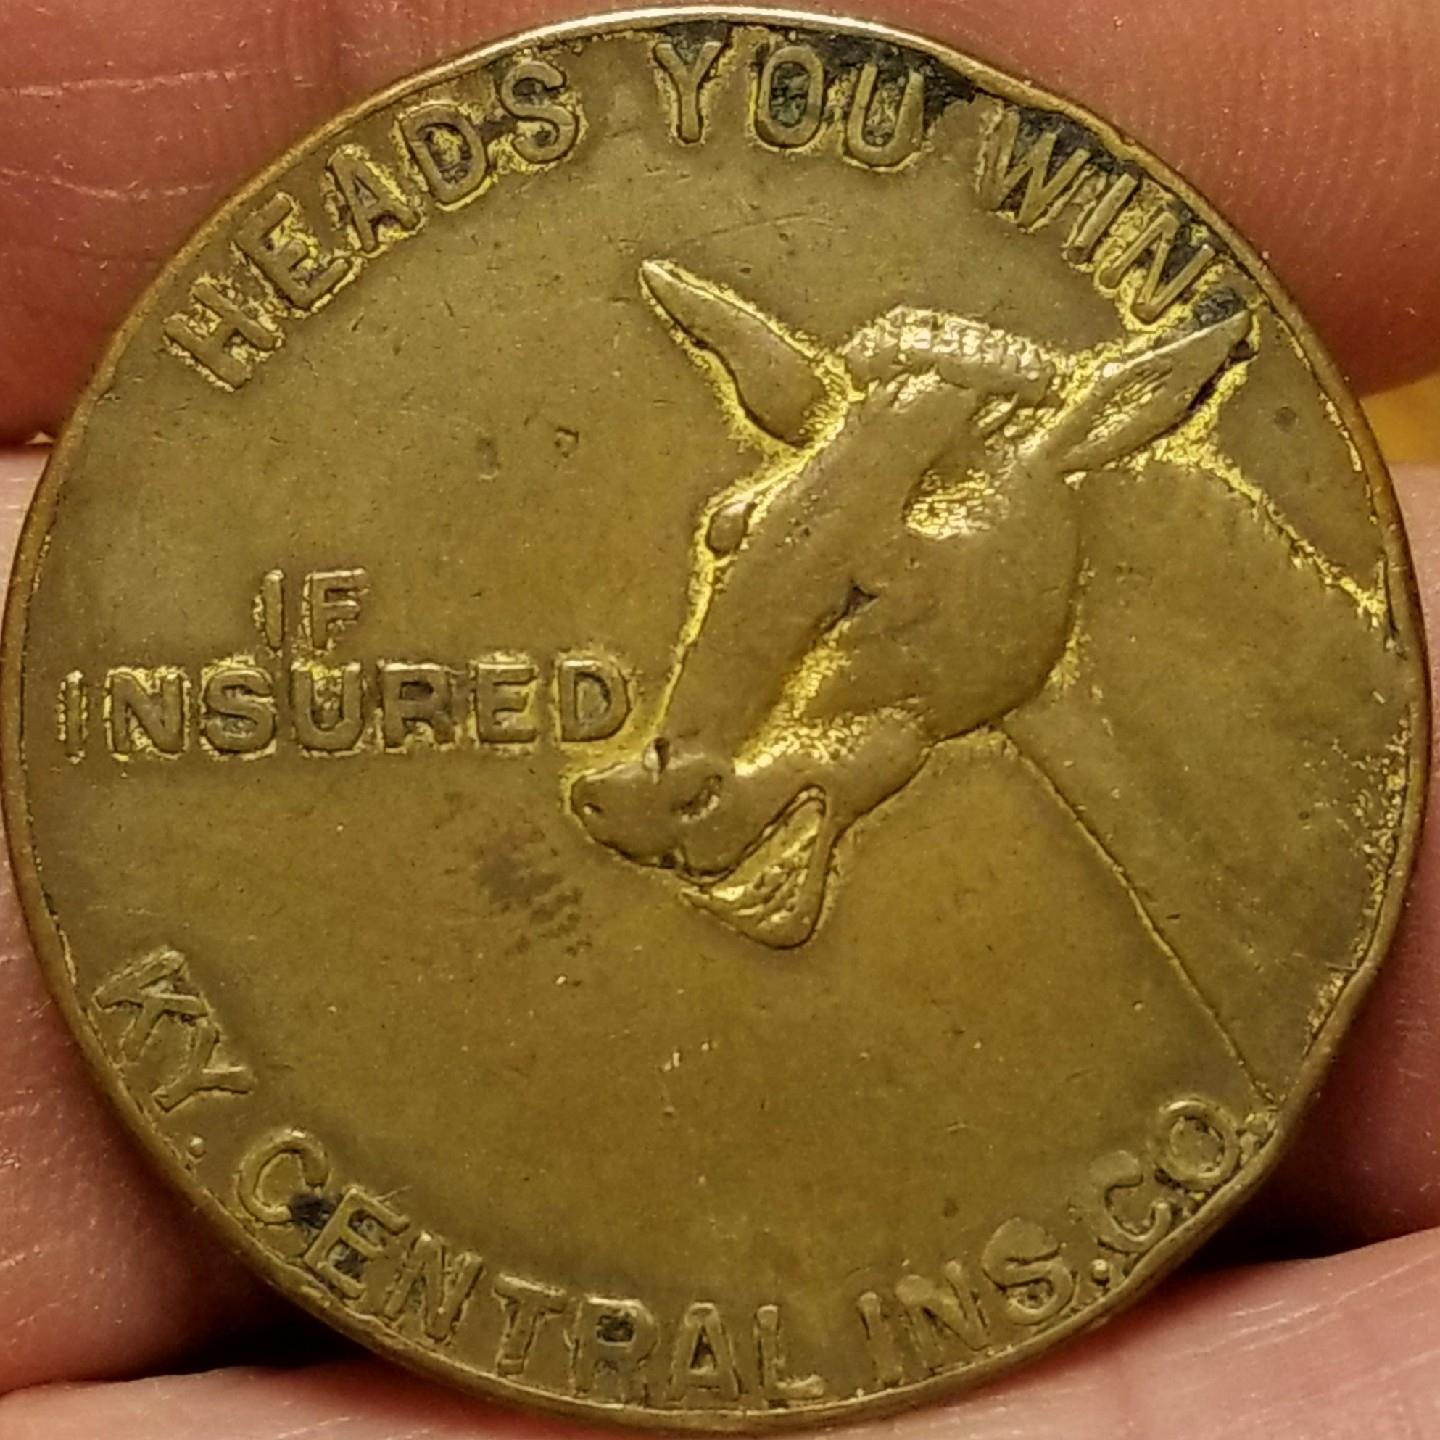 HEADS YOU WIN
IF
INSURED
KY. CENTRAL INS. CO.